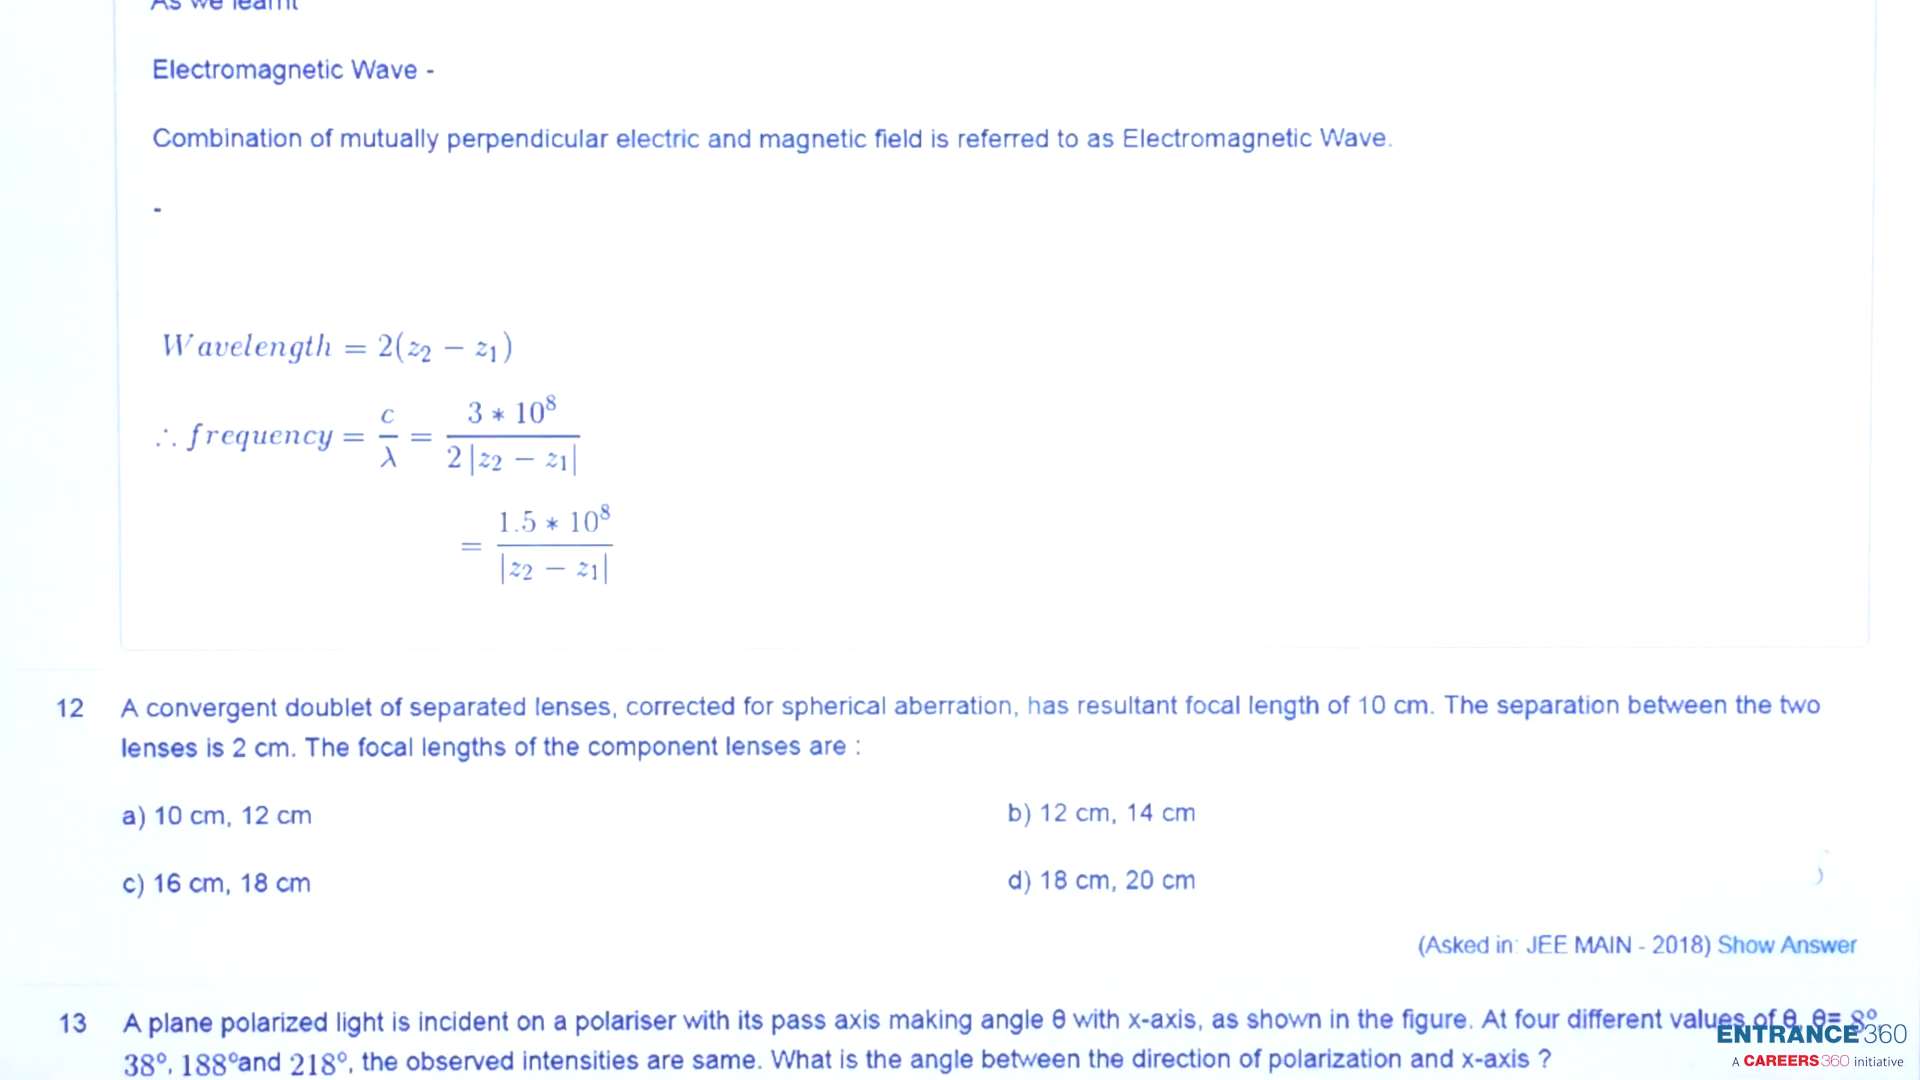 As we learnt
Electromagnetic Wave -
Combination of mutually perpendicular electric and magnetic field is referred to as Electromagnetic Wave.
-
Wavelength = 2(z₂ − z₁)
∴ frequency = c/λ = 3 * 10⁸ / 2 |z₂ − z₁|
= 1.5 * 10⁸ / |z₂ − z₁|
12 A convergent doublet of separated lenses, corrected for spherical aberration, has resultant focal length of 10 cm. The separation between the two
lenses is 2 cm. The focal lengths of the component lenses are :
a) 10 cm, 12 cm b) 12 cm, 14 cm
c) 16 cm, 18 cm d) 18 cm, 20 cm
(Asked in: JEE MAIN - 2018) Show Answer
13 A plane polarized light is incident on a polariser with its pass axis making angle θ with x-axis, as shown in the figure. At four different values of θ, θ= 8°,
38°, 188°and 218°, the observed intensities are same. What is the angle between the direction of polarization and x-axis ?
ENTRANCE360
A CAREERS360 initiative